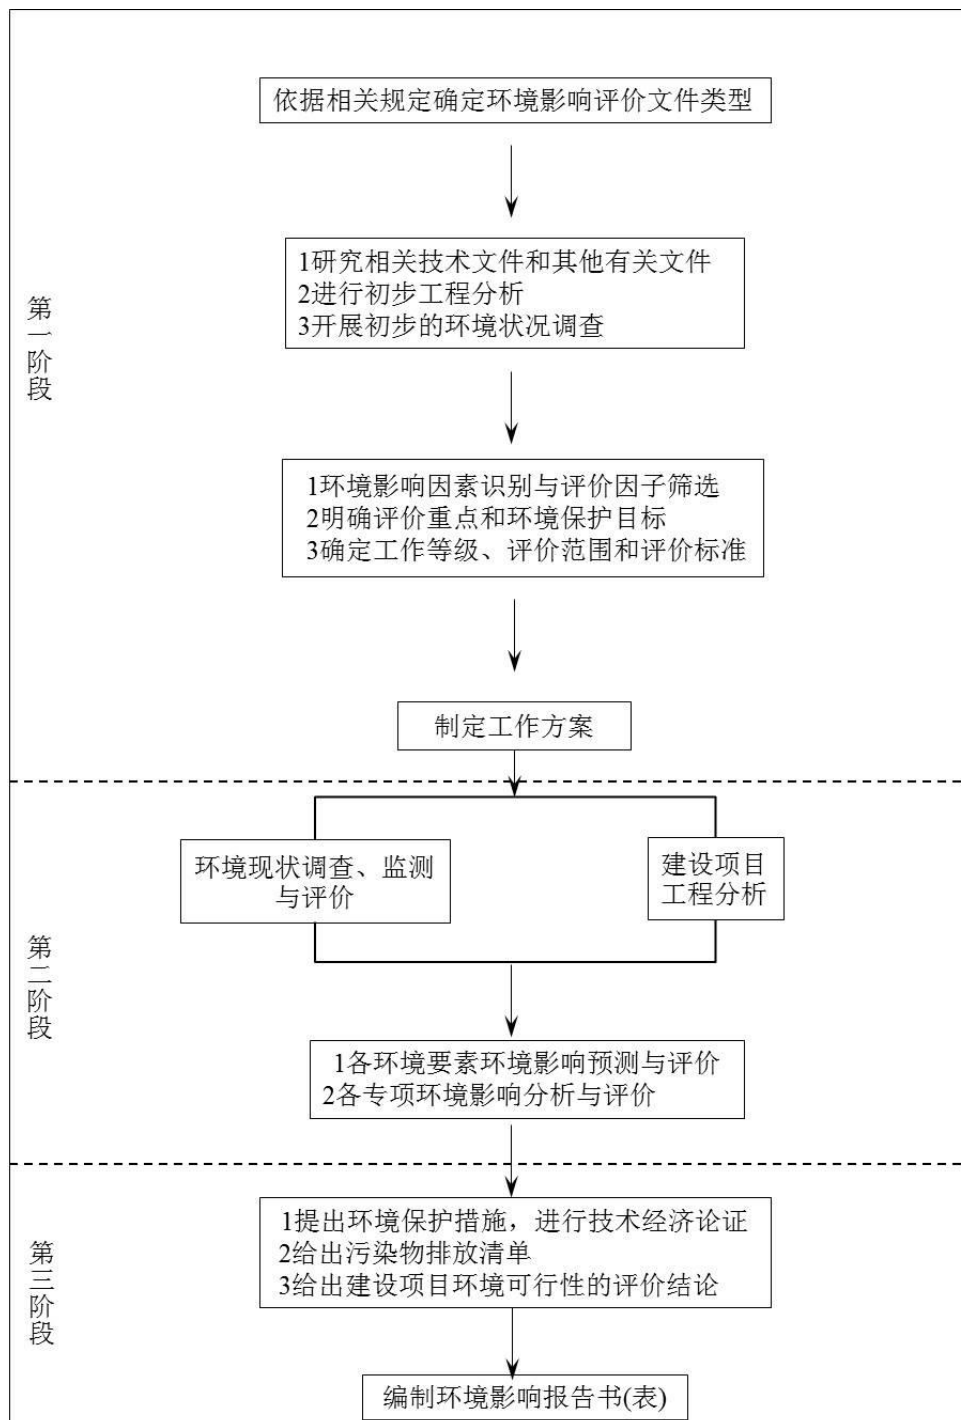 依据相关规定确定环境影响评价文件类型
第一阶段
1研究相关技术文件和其他有关文件
2进行初步工程分析
3开展初步的环境状况调查
1环境影响因素识别与评价因子筛选
2明确评价重点和环境保护目标
3确定工作等级、评价范围和评价标准
制定工作方案
第二阶段
环境现状调查、监测
与评价
建设项目
工程分析
1各环境要素环境影响预测与评价
2各专项环境影响分析与评价
第三阶段
1提出环境保护措施，进行技术经济论证
2给出污染物排放清单
3给出建设项目环境可行性的评价结论
编制环境影响报告书(表)